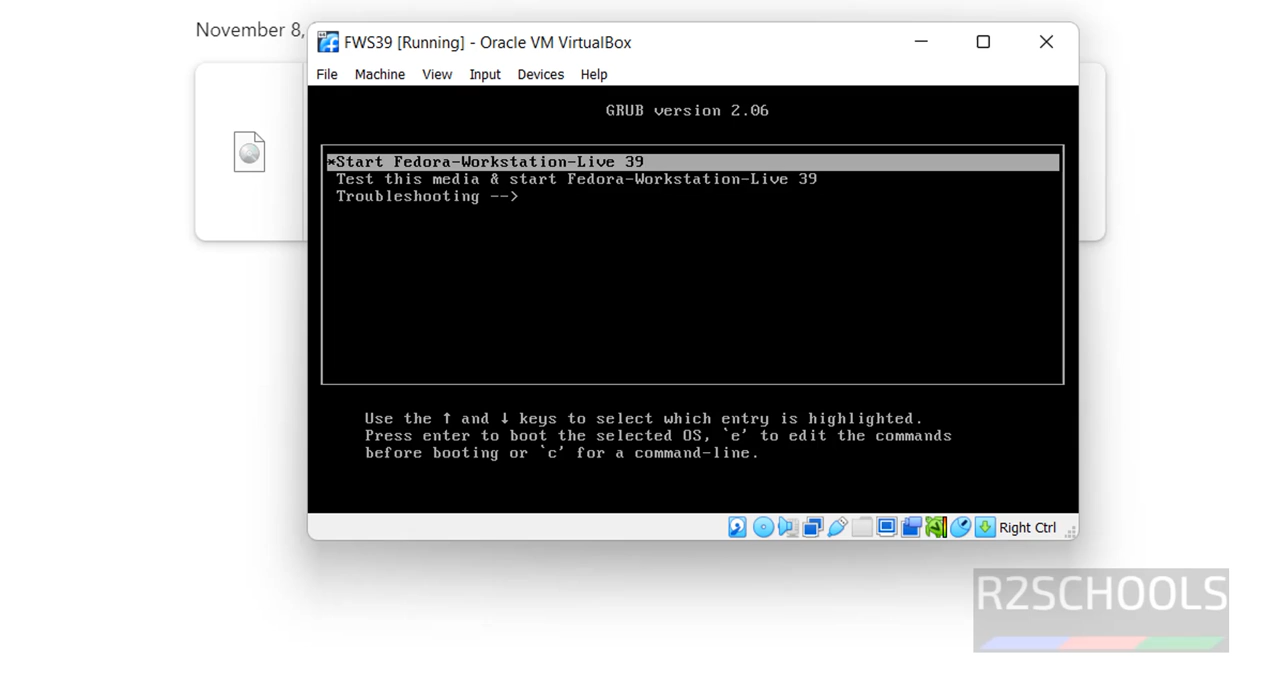 November 8,
FWS39 [Running] - Oracle VM VirtualBox
File Machine View Input Devices Help
GRUB version 2.06
*Start Fedora-Workstation-Live 39
Test this media & start Fedora-Workstation-Live 39
Troubleshooting -->
Use the ↑ and ↓ keys to select which entry is highlighted.
Press enter to boot the selected OS, `e' to edit the commands
before booting or `c' for a command-line.
Right Ctrl
R2SCHOOLS